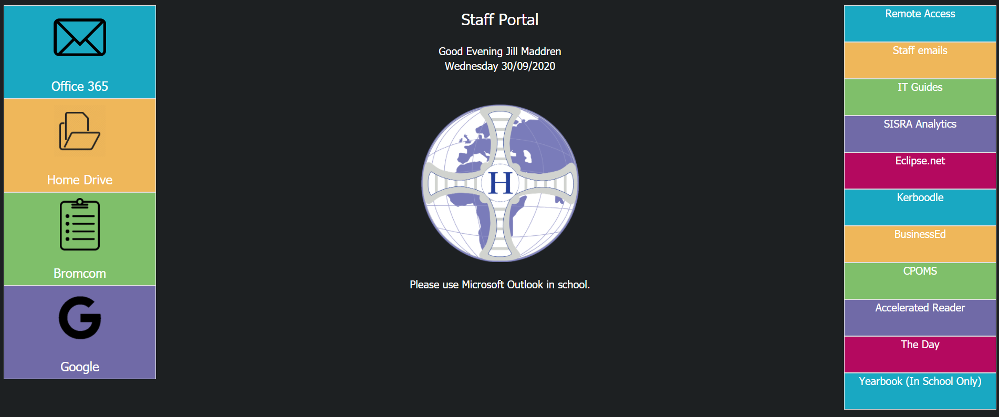 Office 365
Home Drive
Bromcom
Google
Staff Portal
Good Evening Jill Maddren
Wednesday 30/09/2020
H
Please use Microsoft Outlook in school.
Remote Access
Staff emails
IT Guides
SISRA Analytics
Eclipse.net
Kerboodle
BusinessEd
CPOMS
Accelerated Reader
The Day
Yearbook (In School Only)